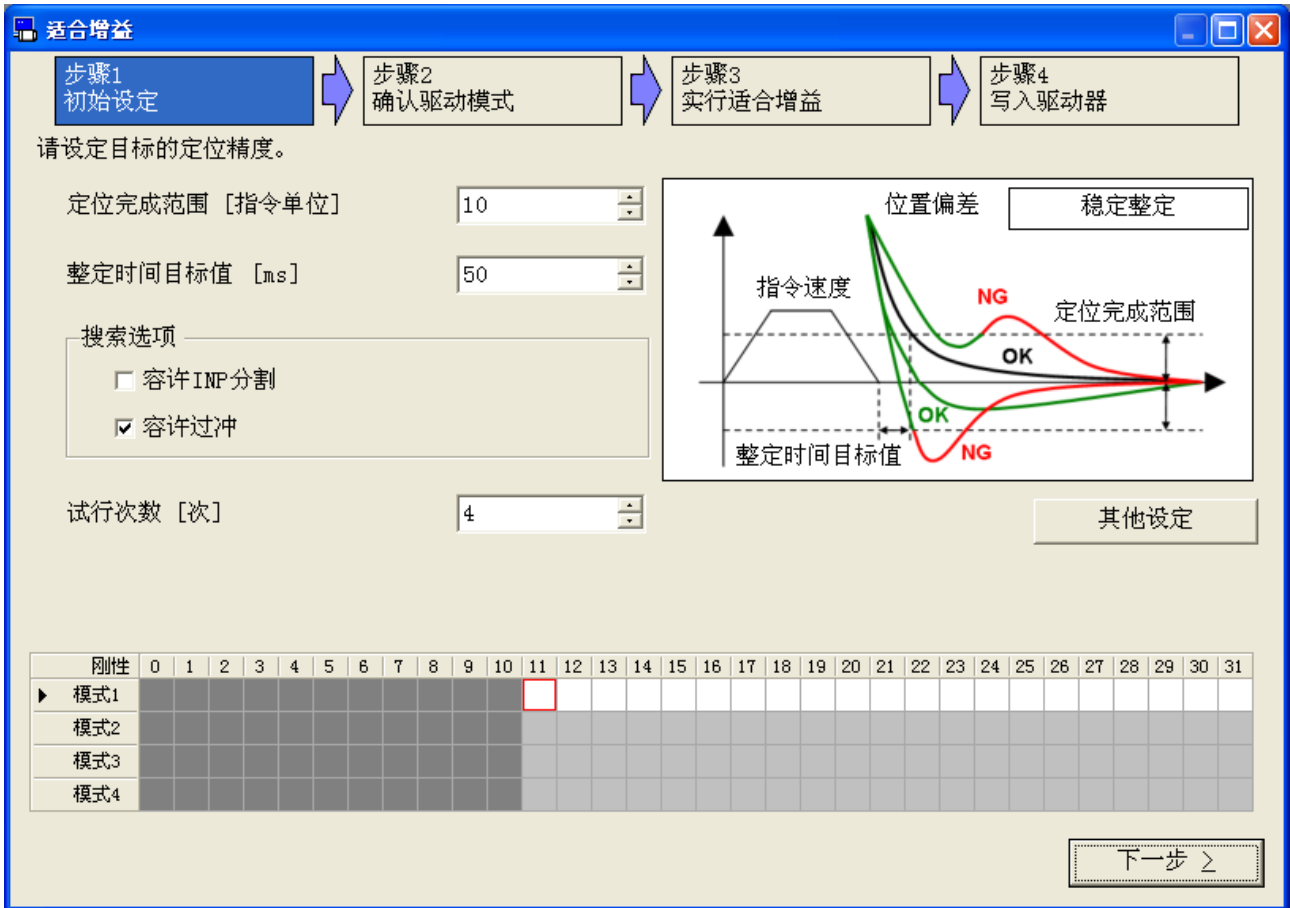 适合增益
步骤1
初始设定
步骤2
确认驱动模式
步骤3
实行适合增益
步骤4
写入驱动器
请设定目标的定位精度。
定位完成范围 [指令单位]
10
整定时间目标值 [ms]
50
搜索选项
容许INP分割
容许过冲
试行次数 [次]
4
位置偏差
稳定整定
指令速度
NG
定位完成范围
OK
OK
整定时间目标值
NG
其他设定
刚性 0 1 2 3 4 5 6 7 8 9 10 11 12 13 14 15 16 17 18 19 20 21 22 23 24 25 26 27 28 29 30 31
模式1
模式2
模式3
模式4
下一步 >